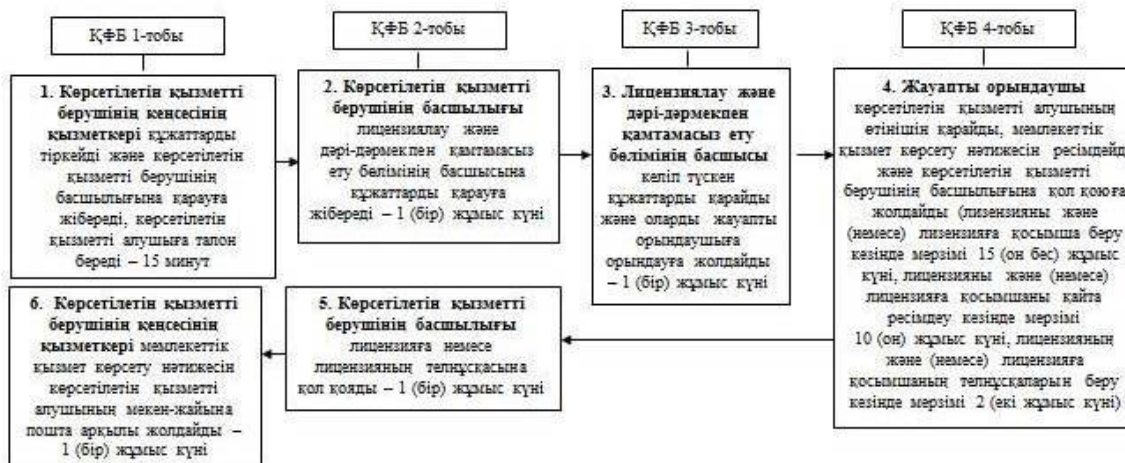 ҚФБ 1-тобы
ҚФБ 2-тобы
ҚФБ 3-тобы
ҚФБ 4-тобы
1. Көрсетілетін қызметті
берушінің кеңсесінің
қызметкері құжаттарды
тіркейді және көрсетілетін
қызметті берушінің
басшылығына қарауға
жібереді, көрсетілетін
қызметті алушыға талон
береді – 15 минут
2. Көрсетілетін қызметті
берушінің басшылығы
лицензиялау және
дәрі-дәрмекпен қамтамасыз
ету бөлімінің басшысына
құжаттарды қарауға
жібереді – 1 (бір) жұмыс күні
3. Лицензиялау және
дәрі-дәрмекпен
қамтамасыз ету
бөлімінің басшысы
келіп түскен
құжаттарды қарайды
және оларды жауапты
орындаушыға
орындауға жолдайды
– 1 (бір) жұмыс күні
4. Жауапты орындаушы
көрсетілетін қызметті алушының
өтінішін қарайды, мемлекеттік
қызмет көрсету нәтижесін ресімдейд
және көрсетілетін қызметті
берушінің басшылығына қол қоюға
жолдайды (лизензияны және
(немесе) лизензияға қосымша беру
кезінде мерзімі 15 (он бес) жұмыс
күні, лицензияны және (немесе)
лицензияға қосымшаны қайта
ресімдеу кезінде мерзімі
10 (он) жұмыс күні, лицензияның
және (немесе) лицензияға
қосымшаның телнұсқаларын беру
кезінде мерзімі 2 (екі жұмыс күні)
5. Көрсетілетін қызметті
берушінің басшылығы
лицензияға немесе
лицензияның телнұсқасына
қол қояды – 1 (бір) жұмыс күні
6. Көрсетілетін қызметті
берушінің кеңсесінің
қызметкері мемлекеттік
қызмет көрсету нәтижесін
көрсетілетін қызметті
алушының мекен-жайына
пошта арқылы жолдайды –
1 (бір) жұмыс күні